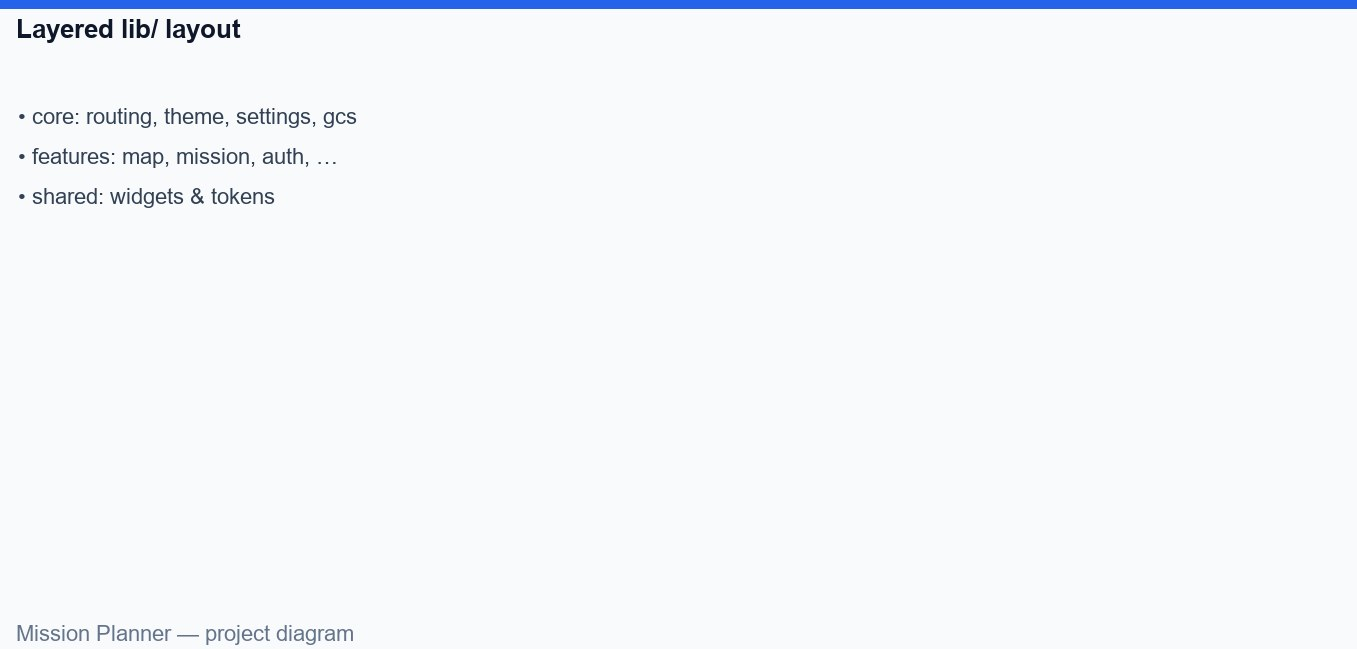 Layered lib/ layout
• core: routing, theme, settings, gcs
• features: map, mission, auth, …
• shared: widgets & tokens
Mission Planner — project diagram